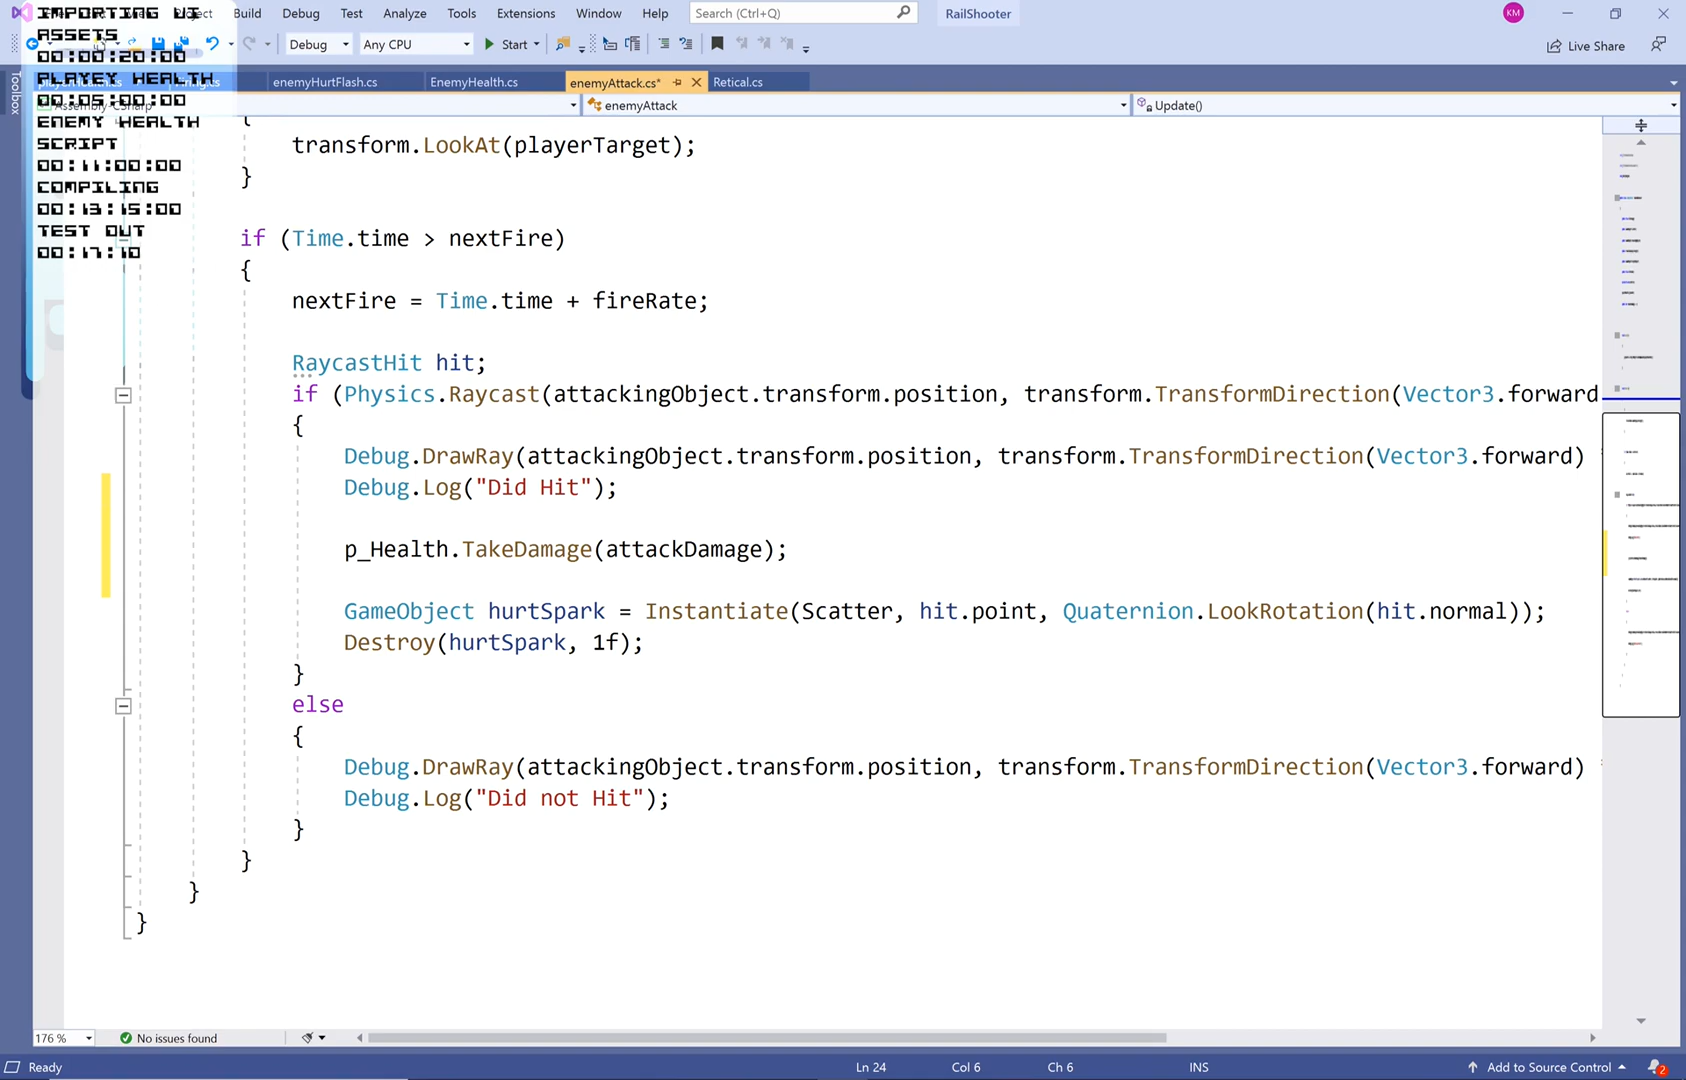 IMPORTING UI
ASSETS
00:00:20:00
PLAYEY HEALTH
00:05:00:00
ENEMY HEALTH
SCRIPT
00:11:00:00
COMPILING
00:13:15:00
TEST OUT
00:17:10
Build Debug Test Analyze Tools Extensions Window Help Search (Ctrl+Q) RailShooter KM
Debug Any CPU Start Live Share
Toolbox
enemyHurtFlash.cs EnemyHealth.cs enemyAttack.cs* Retical.cs
Assembly-CSharp enemyAttack Update()
{
transform.LookAt(playerTarget);
}
if (Time.time > nextFire)
{
nextFire = Time.time + fireRate;
RaycastHit hit;
if (Physics.Raycast(attackingObject.transform.position, transform.TransformDirection(Vector3.forward
{
Debug.DrawRay(attackingObject.transform.position, transform.TransformDirection(Vector3.forward)
Debug.Log("Did Hit");
p_Health.TakeDamage(attackDamage);
GameObject hurtSpark = Instantiate(Scatter, hit.point, Quaternion.LookRotation(hit.normal));
Destroy(hurtSpark, 1f);
}
else
{
Debug.DrawRay(attackingObject.transform.position, transform.TransformDirection(Vector3.forward)
Debug.Log("Did not Hit");
}
}
}
}
176 % No issues found
Ready Ln 24 Col 6 Ch 6 INS Add to Source Control 2